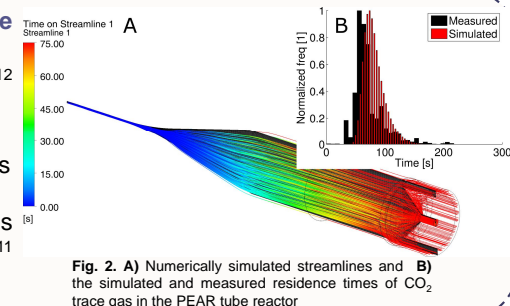 e
12
s
s
11
Time on Streamline 1
Streamline 1
75.00
60.00
45.00
30.00
15.00
0.00
[s]
A
B
Measured
Simulated
Normalized freq [1]
1
0.8
0.6
0.4
0.2
0
0
100
200
300
Time [s]
Fig. 2. A) Numerically simulated streamlines and B)
the simulated and measured residence times of CO2
trace gas in the PEAR tube reactor